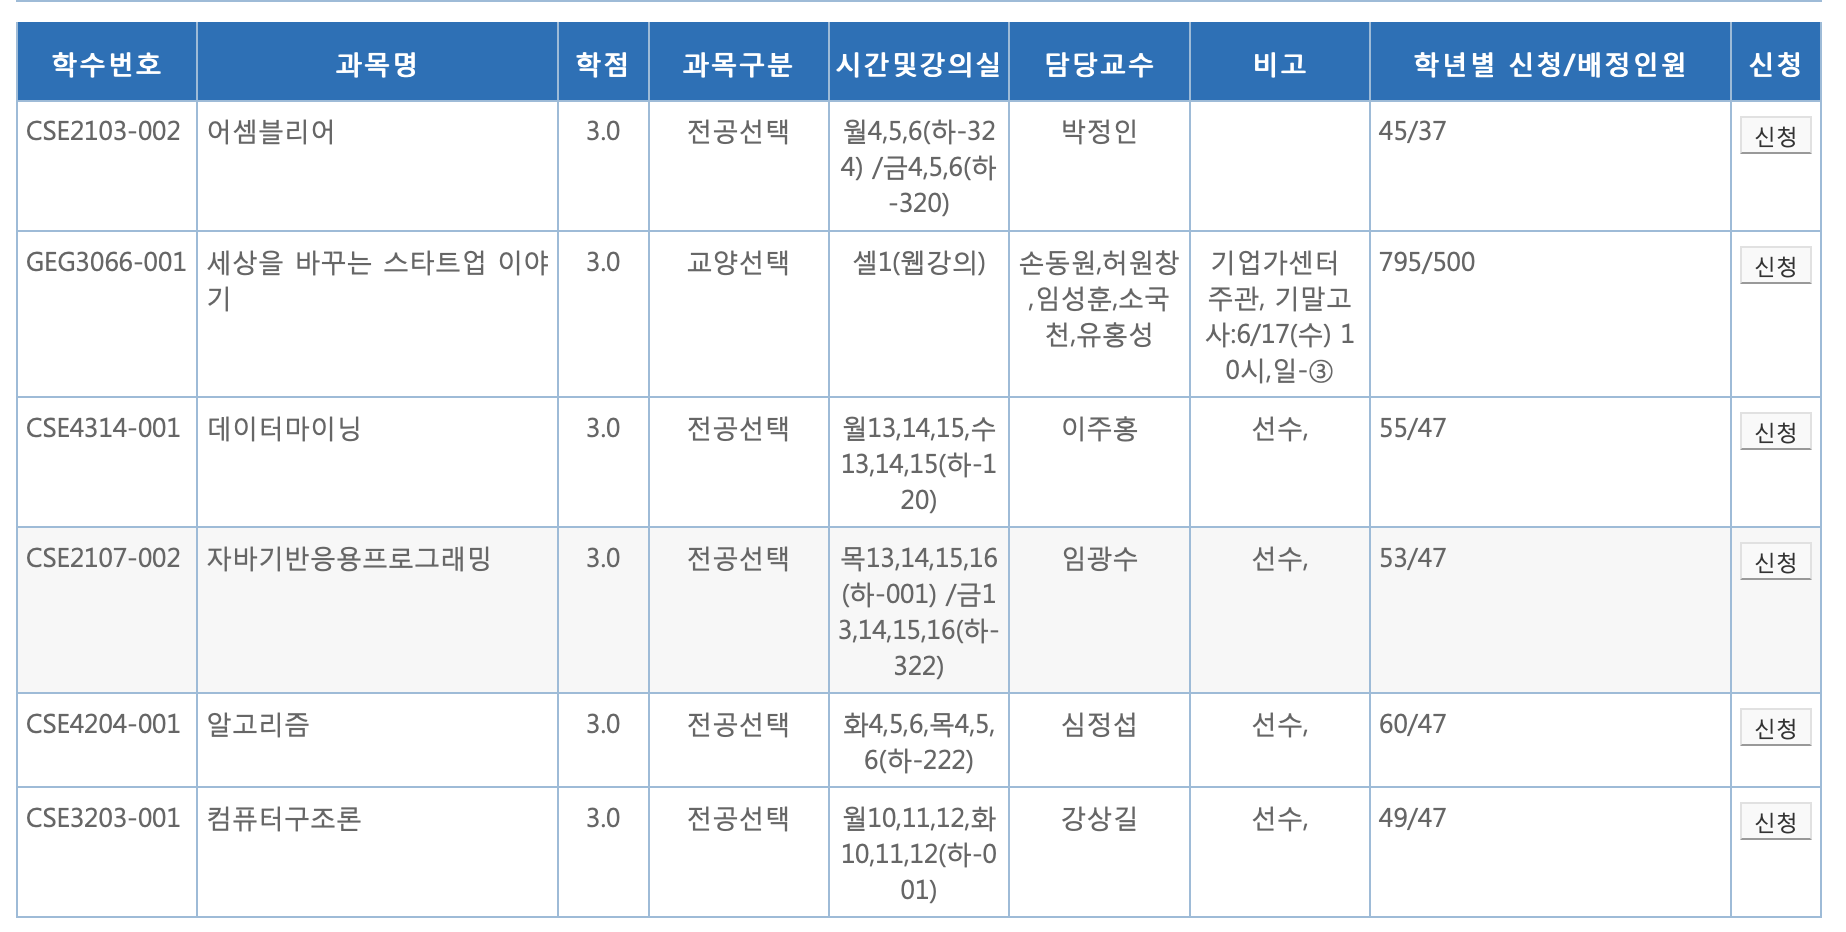 학수번호 과목명 학점 과목구분 시간및강의실 담당교수 비고 학년별 신청/배정인원 신청
CSE2103-002 어셈블리어 3.0 전공선택 월4,5,6(하-32 박정인 45/37 신청
4) /금4,5,6(하
-320)
GEG3066-001 세상을 바꾸는 스타트업 이야 3.0 교양선택 셀1(웹강의) 손동원,허원창 기업가센터 795/500 신청
기 ,임성훈,소국 주관, 기말고
천,유홍성 사:6/17(수) 1
0시,일-③
CSE4314-001 데이터마이닝 3.0 전공선택 월13,14,15,수 이주홍 선수, 55/47 신청
13,14,15(하-1
20)
CSE2107-002 자바기반응용프로그래밍 3.0 전공선택 목13,14,15,16 임광수 선수, 53/47 신청
(하-001) /금1
3,14,15,16(하-
322)
CSE4204-001 알고리즘 3.0 전공선택 화4,5,6,목4,5, 심정섭 선수, 60/47 신청
6(하-222)
CSE3203-001 컴퓨터구조론 3.0 전공선택 월10,11,12,화 강상길 선수, 49/47 신청
10,11,12(하-0
01)